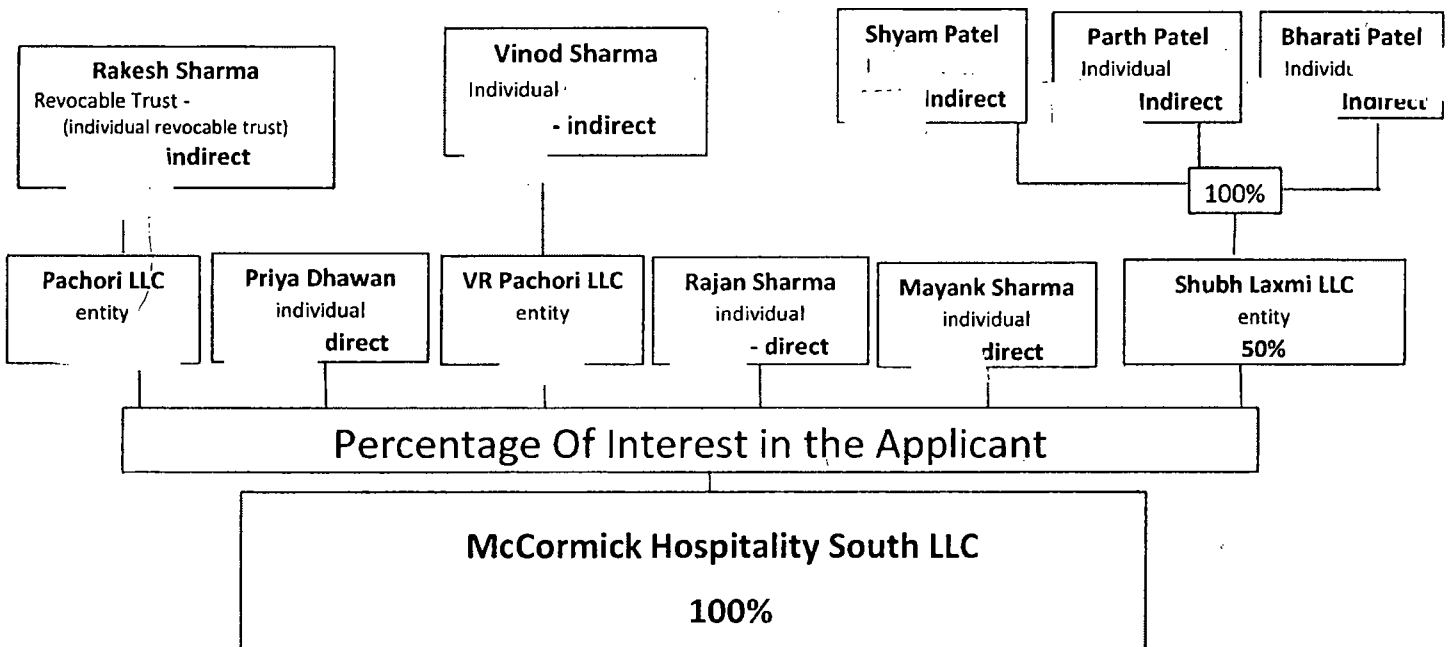 Rakesh Sharma
Revocable Trust -
(individual revocable trust)
indirect
Vinod Sharma
Individual
- indirect
Shyam Patel
Indirect
Parth Patel
Individual
Indirect
Bharati Patel
Indirect
100%
Pachori LLC
entity
Priya Dhawan
individual
direct
VR Pachori LLC
entity
Rajan Sharma
individual
- direct
Mayank Sharma
individual
direct
Shubh Laxmi LLC
entity
50%
Percentage Of Interest in the Applicant
McCormick Hospitality South LLC
100%